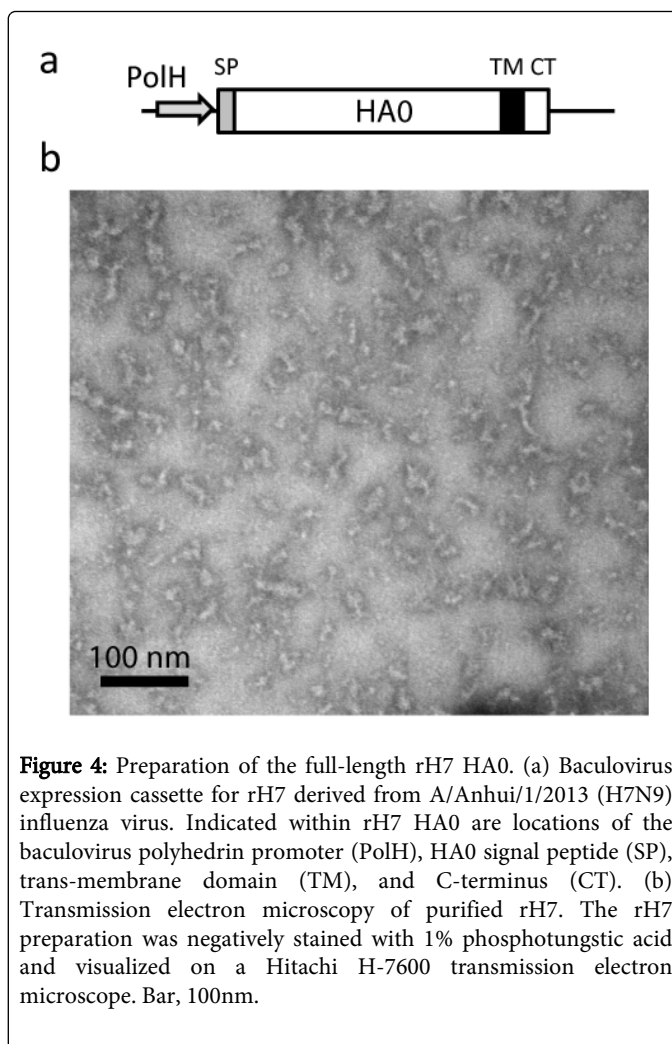 a
PolH
SP
TM CT
HA0
b
100 nm
Figure 4: Preparation of the full-length rH7 HA0. (a) Baculovirus
expression cassette for rH7 derived from A/Anhui/1/2013 (H7N9)
influenza virus. Indicated within rH7 HA0 are locations of the
baculovirus polyhedrin promoter (PolH), HA0 signal peptide (SP),
trans-membrane domain (TM), and C-terminus (CT). (b)
Transmission electron microscopy of purified rH7. The rH7
preparation was negatively stained with 1% phosphotungstic acid
and visualized on a Hitachi H-7600 transmission electron
microscope. Bar, 100nm.